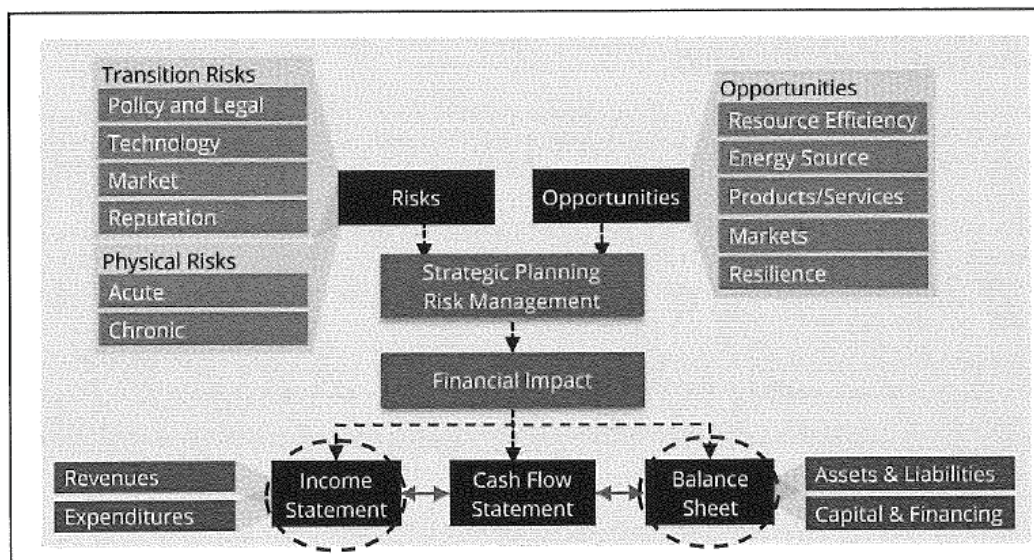 Transition Risks
Policy and Legal
Technology
Market
Reputation
Physical Risks
Acute
Chronic
Risks
Opportunities
Opportunities
Resource Efficiency
Energy Source
Products/Services
Markets
Resilience
Strategic Planning
Risk Management
Financial Impact
Revenues
Expenditures
Income
Statement
Cash Flow
Statement
Balance
Sheet
Assets & Liabilities
Capital & Financing